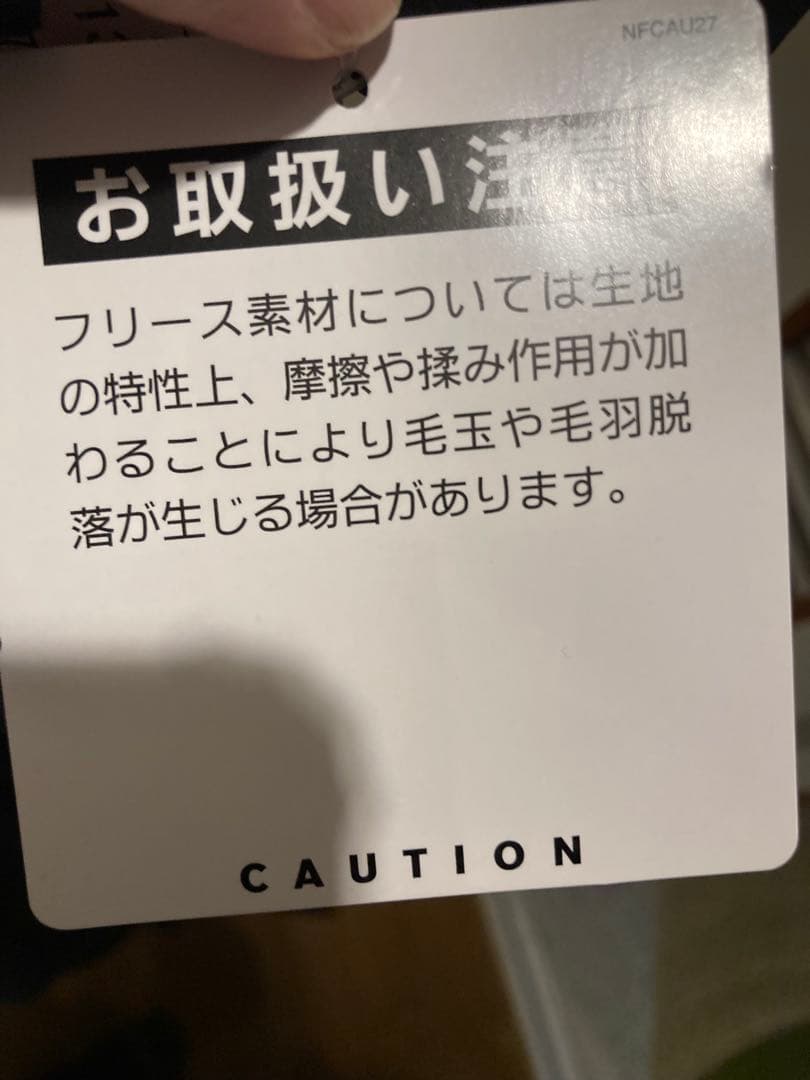 NFCAU27
お取扱い注意
フリース素材については生地
の特性上、摩擦や揉み作用が加
わることにより毛玉や毛羽脱
落が生じる場合があります。
CAUTION